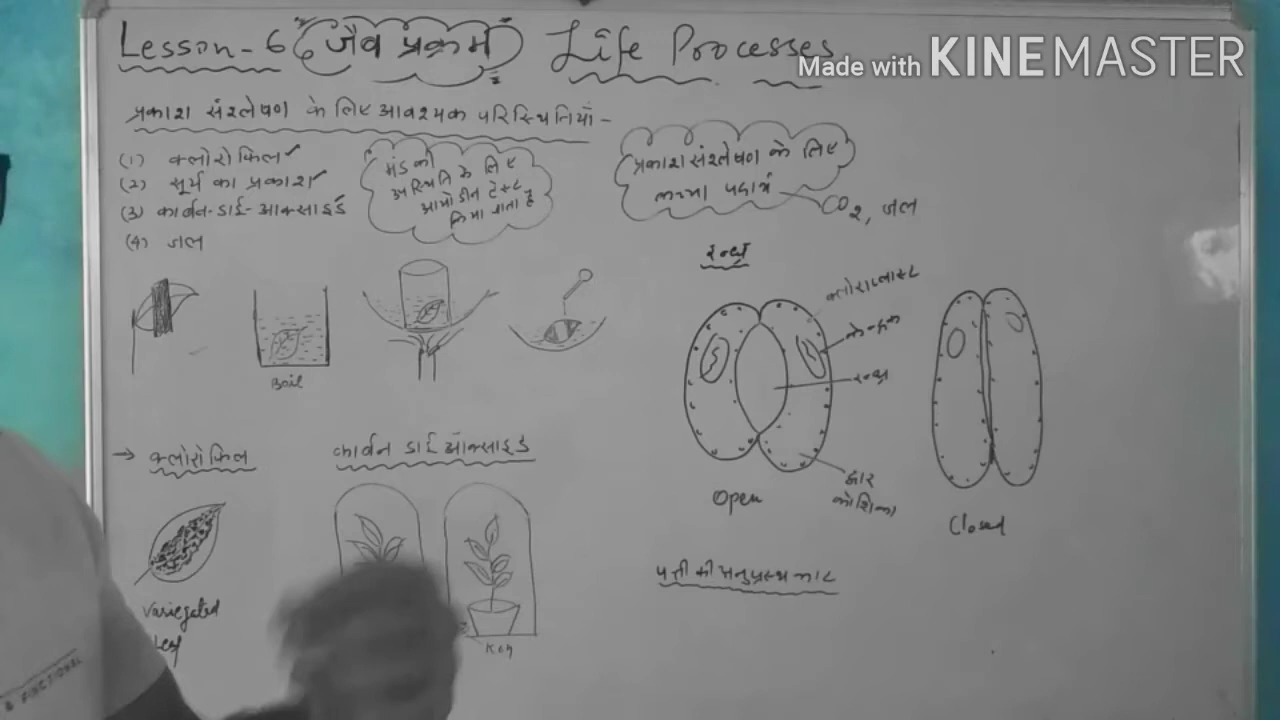 Lesson - 6 जैव प्रक्रम Life Processes
Made with KINEMASTER
प्रकाश संश्लेषण के लिए आवश्यक परिस्थितियाँ -
(1) क्लोरोफिल
(2) सूर्य का प्रकाश
(3) कार्बन-डाई-आक्साइड
(4) जल
मंड की
उपस्थिति के लिए
आयोडीन टेस्ट
किया जाता है
प्रकाश संश्लेषण के लिए
कच्चा पदार्थ
CO2, जल
रन्ध्र
क्लोरोप्लास्ट
केन्द्रक
रन्ध्र
द्वार
कोशिका
Open
Closed
Boil
→ क्लोरोफिल
कार्बन डाई ऑक्साइड
Variegated
KOH
पत्ती की अनुप्रस्थ काट
& FUNCTIONAL